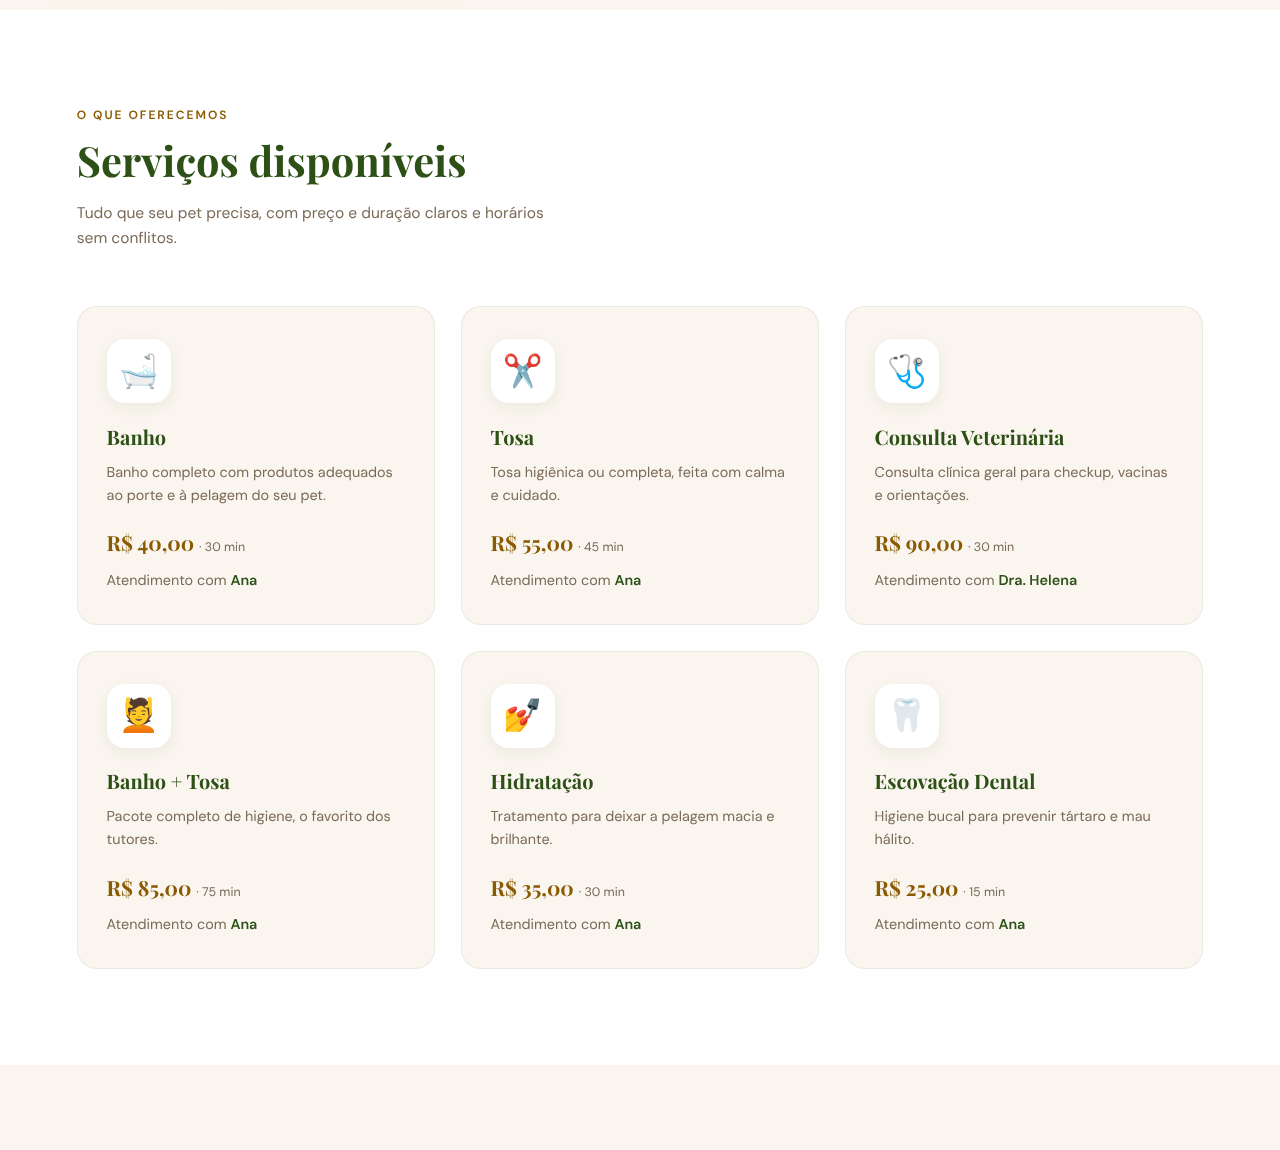 O QUE OFERECEMOS
Serviços disponíveis
Tudo que seu pet precisa, com preço e duração claros e horários
sem conflitos.
Banho
Banho completo com produtos adequados
ao porte e à pelagem do seu pet.
R$ 40,00 · 30 min
Atendimento com Ana
Tosa
Tosa higiênica ou completa, feita com calma
e cuidado.
R$ 55,00 · 45 min
Atendimento com Ana
Consulta Veterinária
Consulta clínica geral para checkup, vacinas
e orientações.
R$ 90,00 · 30 min
Atendimento com Dra. Helena
Banho + Tosa
Pacote completo de higiene, o favorito dos
tutores.
R$ 85,00 · 75 min
Atendimento com Ana
Hidratação
Tratamento para deixar a pelagem macia e
brilhante.
R$ 35,00 · 30 min
Atendimento com Ana
Escovação Dental
Higiene bucal para prevenir tártaro e mau
hálito.
R$ 25,00 · 15 min
Atendimento com Ana